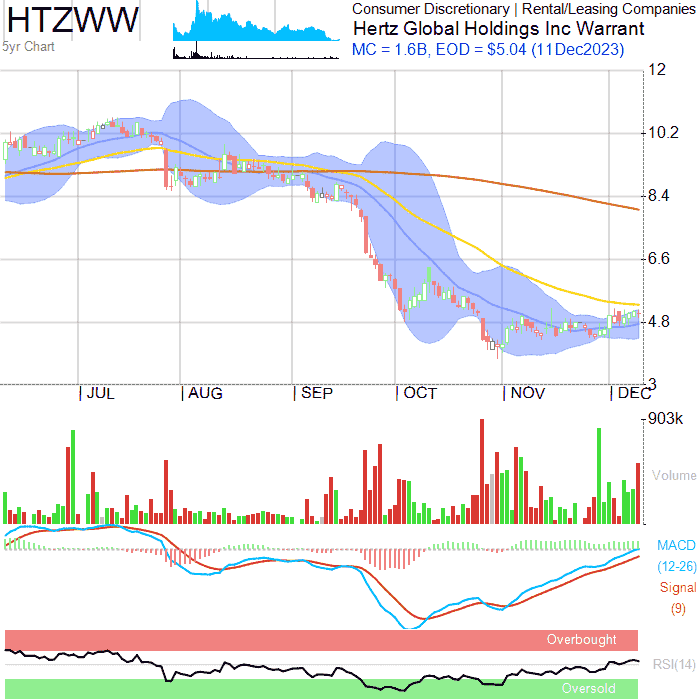 HTZWW
5yr Chart
Consumer Discretionary | Rental/Leasing Companies
Hertz Global Holdings Inc Warrant
MC = 1.6B, EOD = $5.04 (11Dec2023)
12
10.2
8.4
6.6
4.8
3
JUL AUG SEP OCT NOV DEC
903k
Volume
MACD
(12-26)
Signal
(9)
Overbought
RSI(14)
Oversold